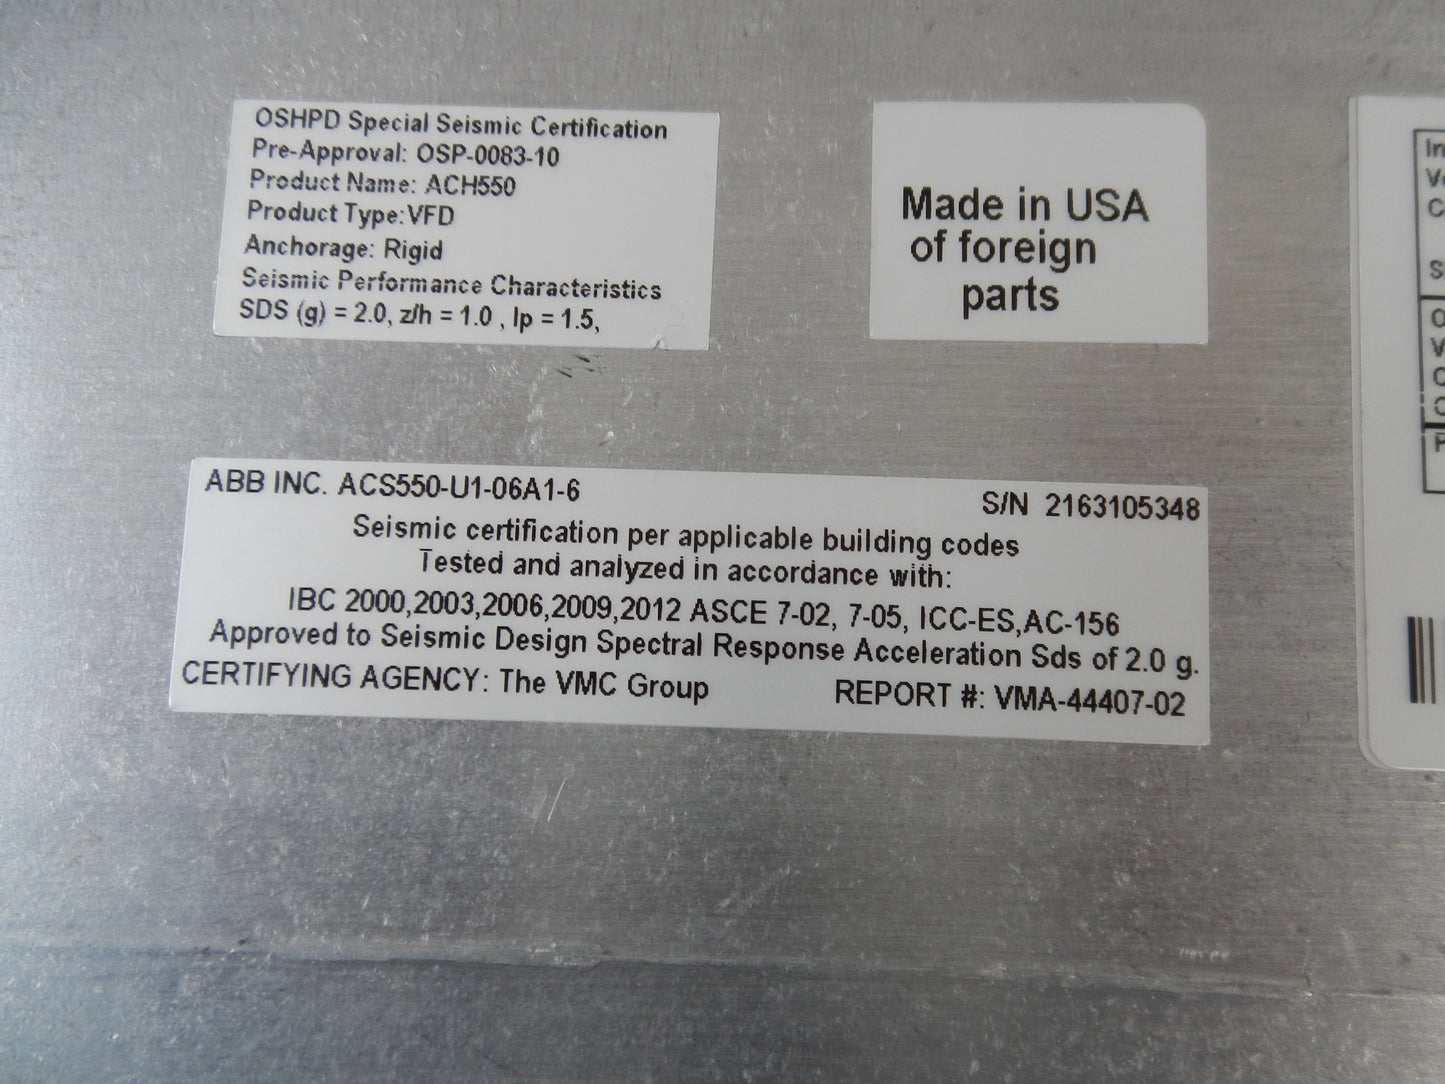 OSHPD Special Seismic Certification
Pre-Approval: OSP-0083-10
Product Name: ACH550
Product Type:VFD
Anchorage: Rigid
Seismic Performance Characteristics
SDS (g) = 2.0, z/h = 1.0 , Ip = 1.5,
Made in USA
of foreign
parts
ABB INC. ACS550-U1-06A1-6
S/N 2163105348
Seismic certification per applicable building codes
Tested and analyzed in accordance with:
IBC 2000,2003,2006,2009,2012 ASCE 7-02, 7-05, ICC-ES,AC-156
Approved to Seismic Design Spectral Response Acceleration Sds of 2.0 g.
CERTIFYING AGENCY: The VMC Group
REPORT #: VMA-44407-02